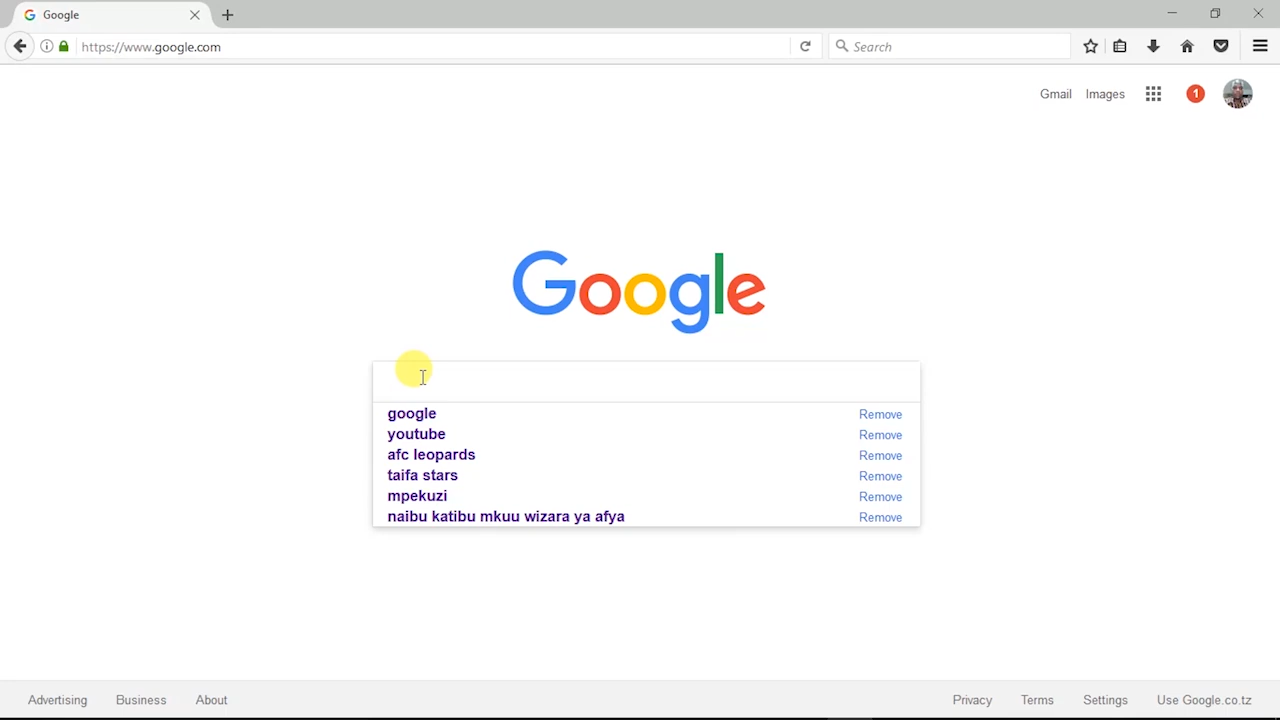 Google
https://www.google.com
Search
Gmail Images 1
Google
google Remove
youtube Remove
afc leopards Remove
taifa stars Remove
mpekuzi Remove
naibu katibu mkuu wizara ya afya Remove
Advertising Business About Privacy Terms Settings Use Google.co.tz